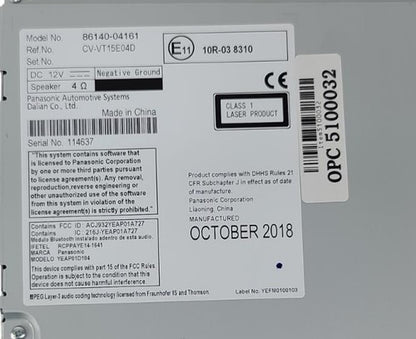 Model No. 86140-04161
Ref.No. CV-VT15E04D
Set.No.
DC 12V Negative Ground
Speaker 4 Ω
Panasonic Automotive Systems
Dalian Co., Ltd.
Made in China
Serial No. 114637
"This system contains software that
is licensed to Panasonic Corporation
by one or more third parties pursuant
to license agreement(s). Any removal,
reproduction,reverse engineering or
other unauthorized use of the software
from this system in violation of the
license agreement(s) is strictly prohibited."
Contains FCC ID: ACJ932YEAP01A727
Contains IC: 216J-YEAP01A727
Modulo Bluetooth instalado adentro de esta audio.
IFETEL RCPPAYE14-1641
MARCA Panasonic
MODELO YEAP01D104
This device complies with part 15 of the FCC Rules.
Operation is subject to the condition that this
device does not cause harmful interference.
MPEG Layer-3 audio coding technology licensed from Fraunhofer IIS and Thomson.
E11 10R-03 8310
CE
CLASS 1
LASER PRODUCT
Product complies with DHHS Rules 21
CFR Subchapter J in effect as of date
of manufacture.
Panasonic Corporation
Liaoning, China
MANUFACTURED
OCTOBER 2018
Label No. YEFM0100103
Item5100032
OPC 5100032